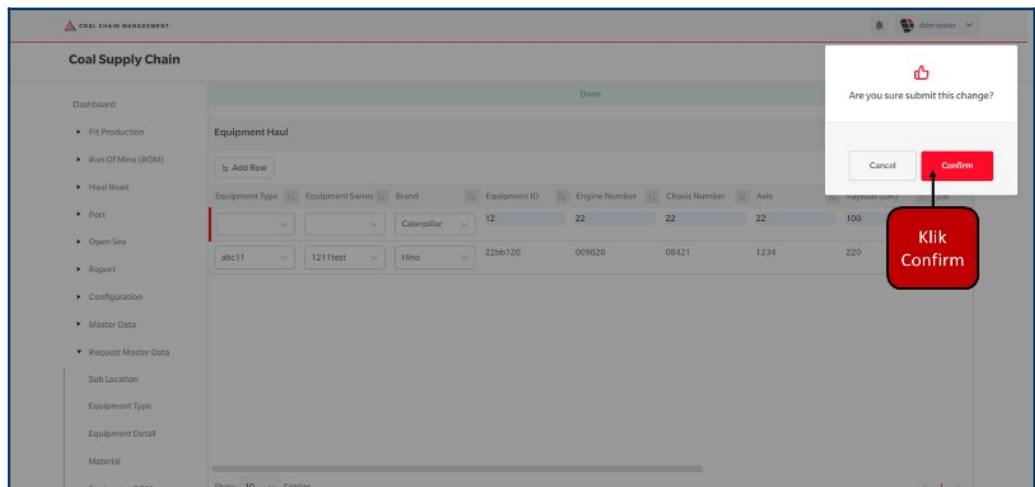 COAL CHAIN MANAGEMENT
ddm tester
Coal Supply Chain
Are you sure submit this change?
Cancel
Confirm
Klik
Confirm
Done
Dashboard
Pit Production
Run Of Mine (ROM)
Haul Road
Port
Open Sea
Report
Configuration
Master Data
Request Master Data
Sub Location
Equipment Type
Equipment Detail
Material
Equipment Haul
Add Row
Equipment Type Equipment Series Brand Equipment ID Engine Number Chasis Number Axle Payload (ton)
Caterpillar 12 22 22 22 100
abc11 1211test Hino 22bb120 009820 08421 1234 220
Show 10 Entries
1